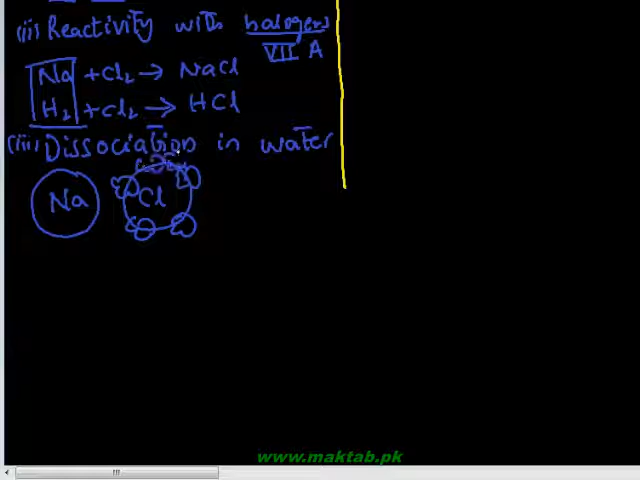 (ii) Reactivity with halogens
VII A
Na + Cl₂ → NaCl
H₂ + Cl₂ → HCl
(iii) Dissociation in water
Na Cl
www.maktab.pk